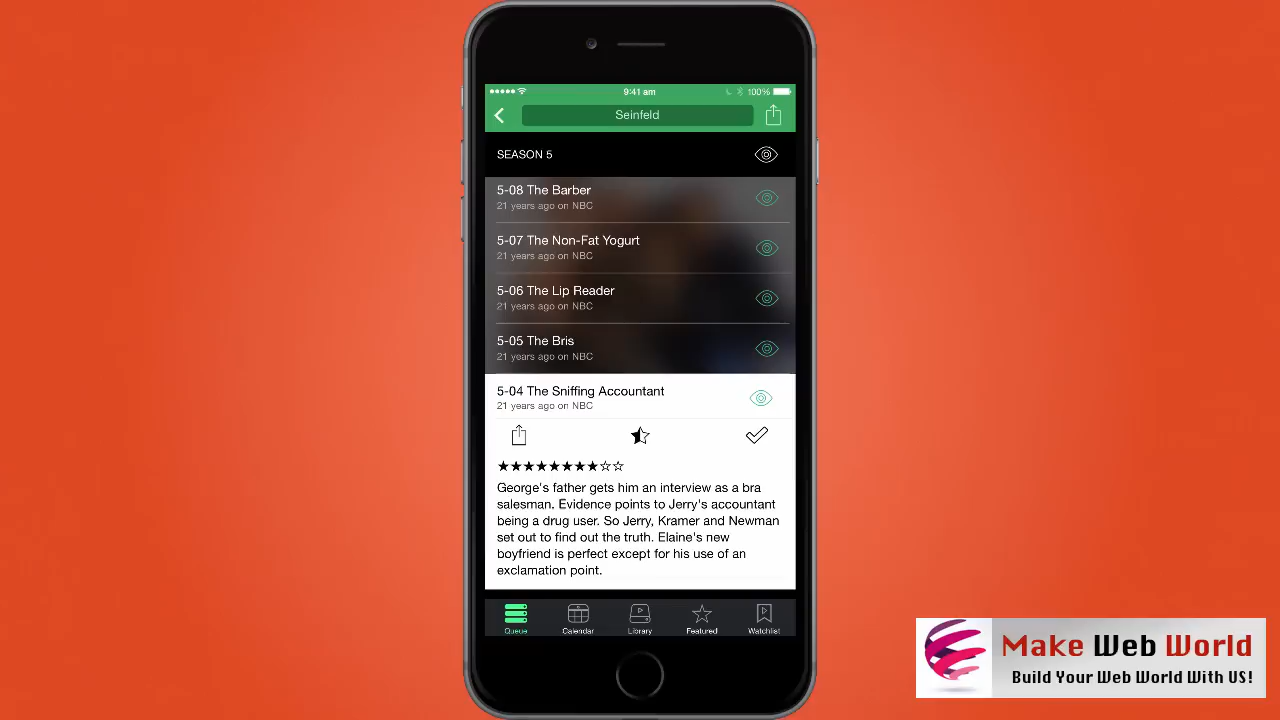 9:41 am
100%
Seinfeld
SEASON 5
5-08 The Barber
21 years ago on NBC
5-07 The Non-Fat Yogurt
21 years ago on NBC
5-06 The Lip Reader
21 years ago on NBC
5-05 The Bris
21 years ago on NBC
5-04 The Sniffing Accountant
21 years ago on NBC
George's father gets him an interview as a bra
salesman. Evidence points to Jerry's accountant
being a drug user. So Jerry, Kramer and Newman
set out to find out the truth. Elaine's new
boyfriend is perfect except for his use of an
exclamation point.
Queue
Calendar
Library
Featured
Watchlist
Make Web World
Build Your Web World With US!